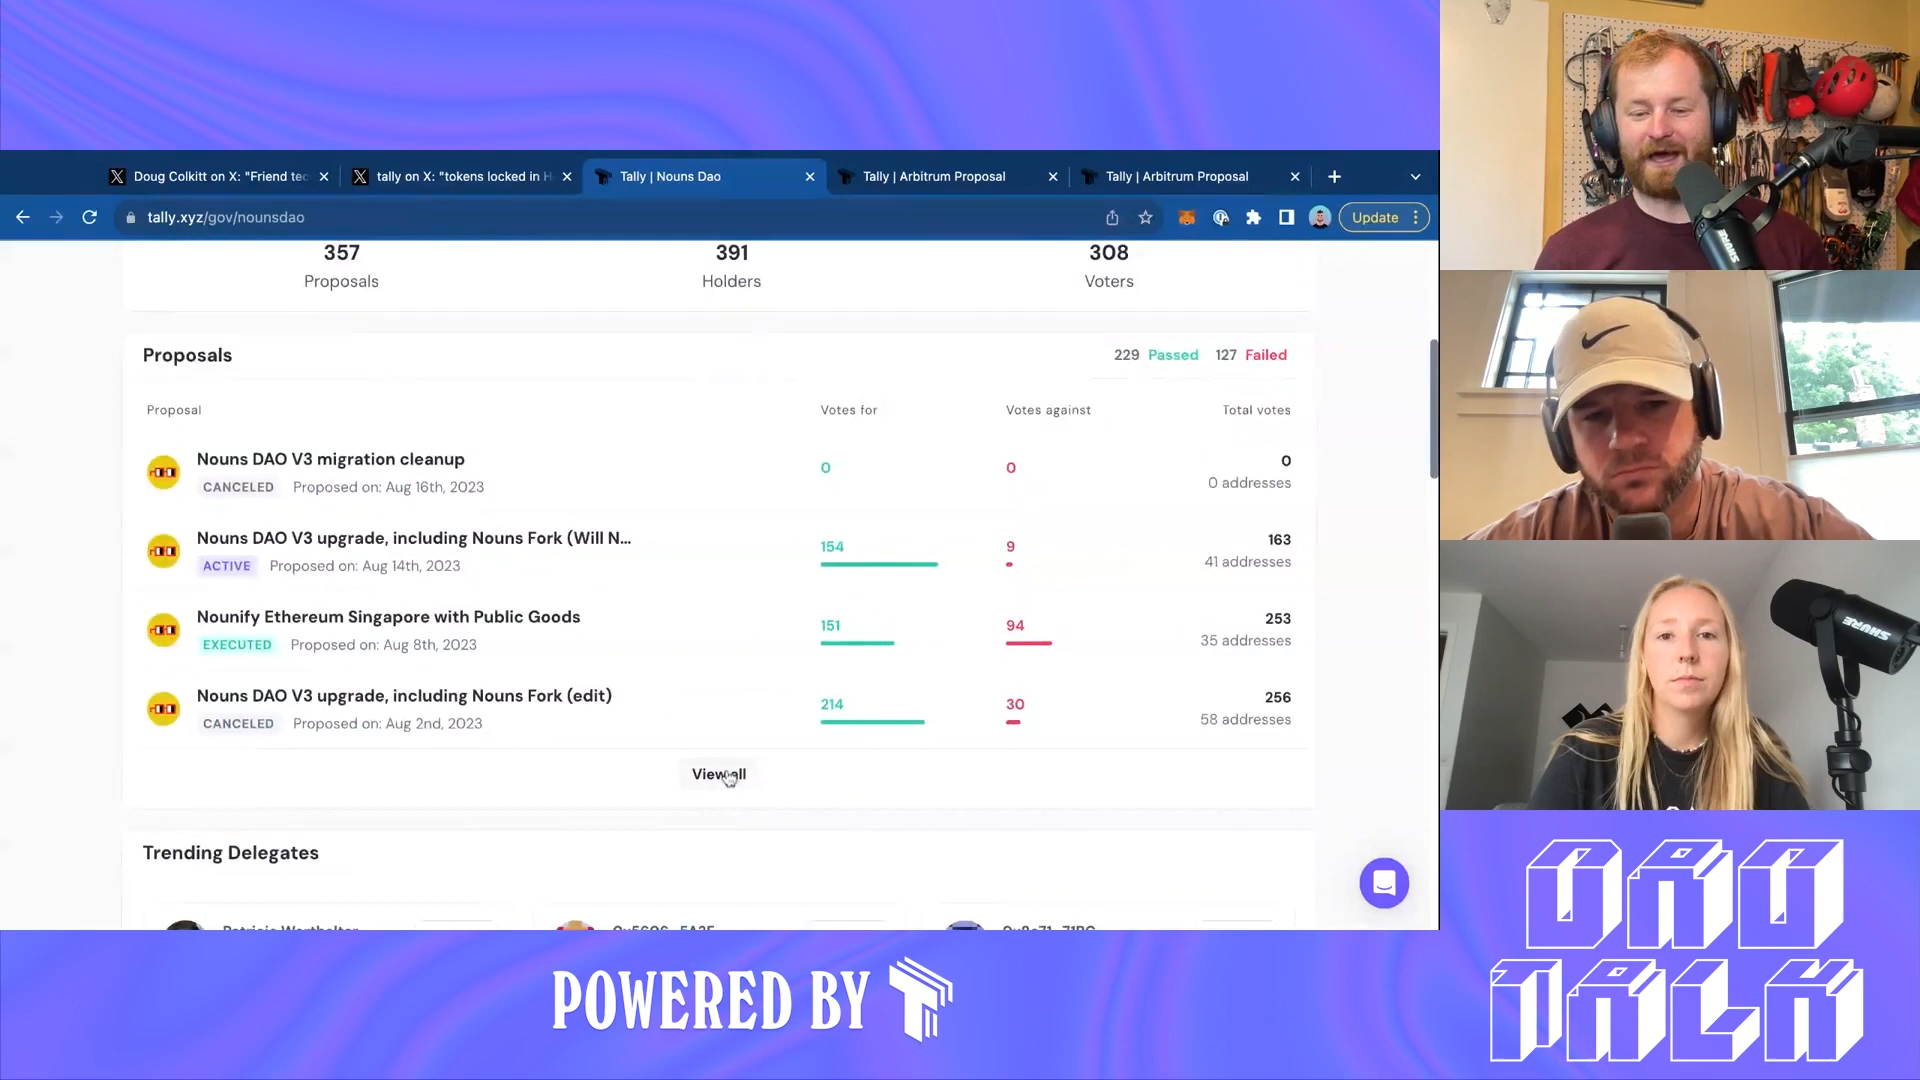 Doug Colkitt on X: "Friend tec
tally on X: "tokens locked in H
Tally | Nouns Dao
Tally | Arbitrum Proposal
Tally | Arbitrum Proposal
tally.xyz/gov/nounsdao
Update
357
391
308
Proposals
Holders
Voters
Proposals
229 Passed 127 Failed
Proposal
Votes for
Votes against
Total votes
Nouns DAO V3 migration cleanup
0
0
0
CANCELED Proposed on: Aug 16th, 2023
0 addresses
Nouns DAO V3 upgrade, including Nouns Fork (Will N...
154
9
163
ACTIVE Proposed on: Aug 14th, 2023
41 addresses
Nounify Ethereum Singapore with Public Goods
151
94
253
EXECUTED Proposed on: Aug 8th, 2023
35 addresses
Nouns DAO V3 upgrade, including Nouns Fork (edit)
214
30
256
CANCELED Proposed on: Aug 2nd, 2023
58 addresses
View all
Trending Delegates
SHURE
SHURE
POWERED BY
DAO
TALK